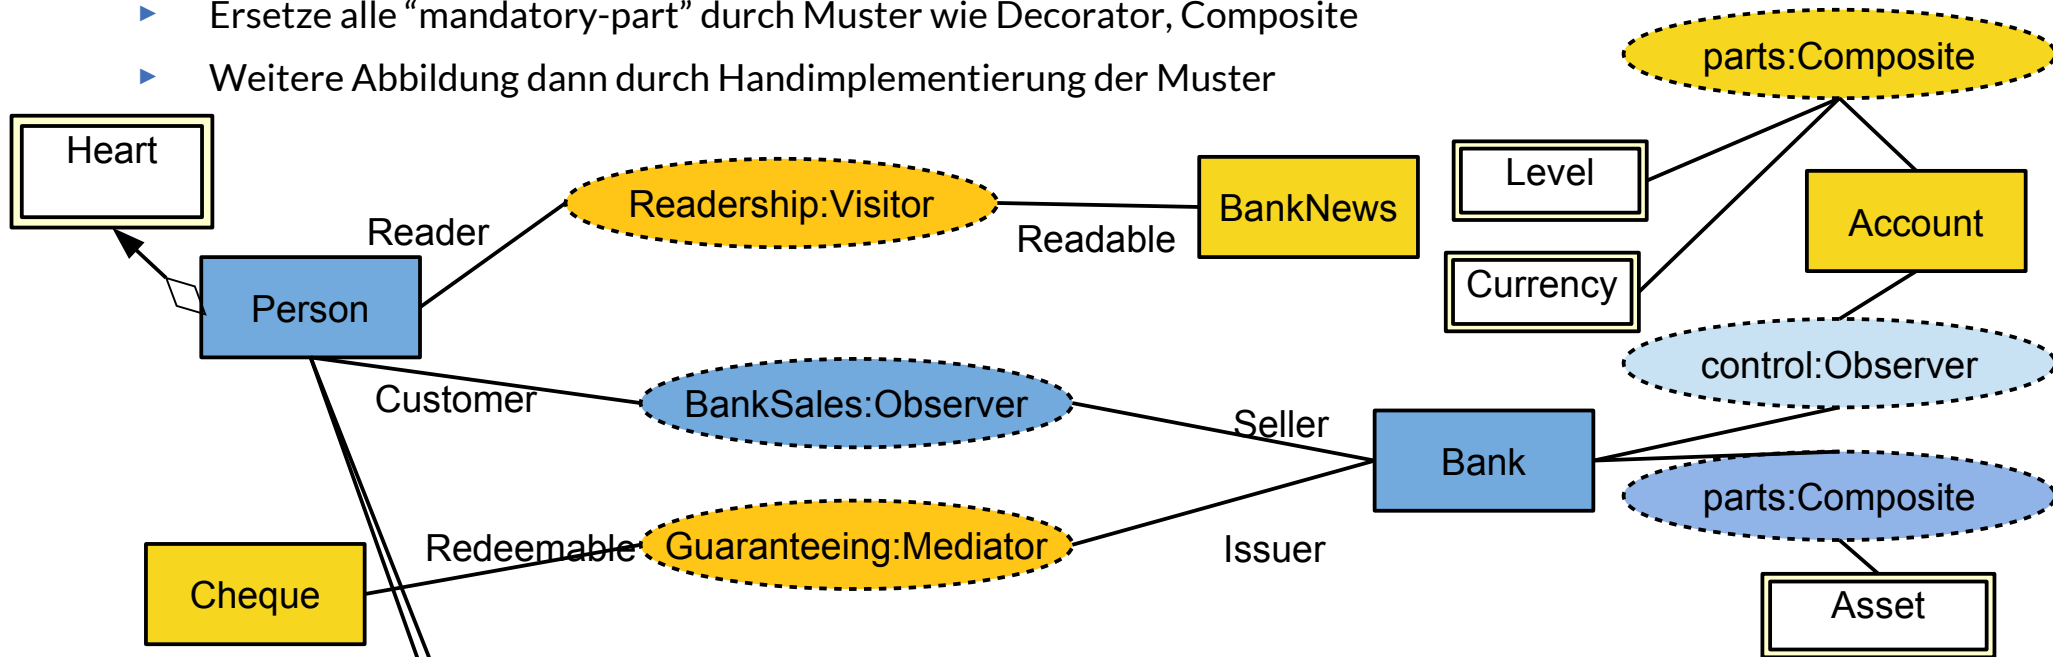 Ersetze alle “mandatory-part” durch Muster wie Decorator, Composite
Weitere Abbildung dann durch Handimplementierung der Muster
parts:Composite
Heart
Level
Readership:Visitor
BankNews
Account
Reader
Readable
Currency
Person
control:Observer
Customer
BankSales:Observer
Seller
Bank
parts:Composite
Redeemable
Guaranteeing:Mediator
Issuer
Cheque
Asset